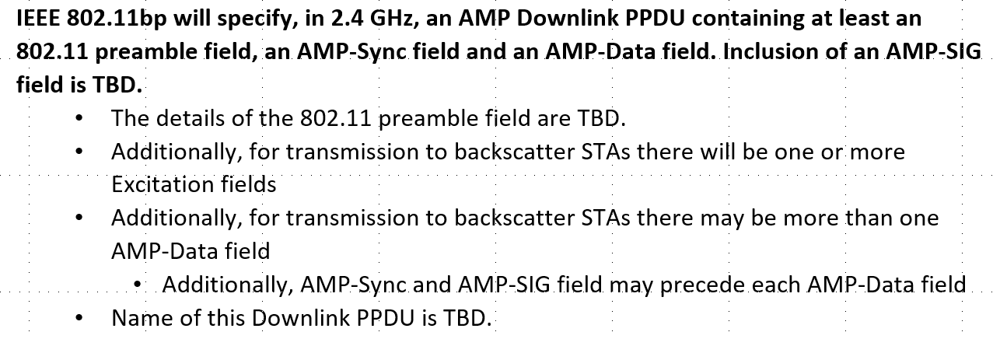 IEEE 802.11bp will specify, in 2.4 GHz, an AMP Downlink PPDU containing at least an
802.11 preamble field, an AMP-Sync field and an AMP-Data field. Inclusion of an AMP-SIG
field is TBD.
• The details of the 802.11 preamble field are TBD.
• Additionally, for transmission to backscatter STAs there will be one or more
Excitation fields
• Additionally, for transmission to backscatter STAs there may be more than one
AMP-Data field
• Additionally, AMP-Sync and AMP-SIG field may precede each AMP-Data field
• Name of this Downlink PPDU is TBD.